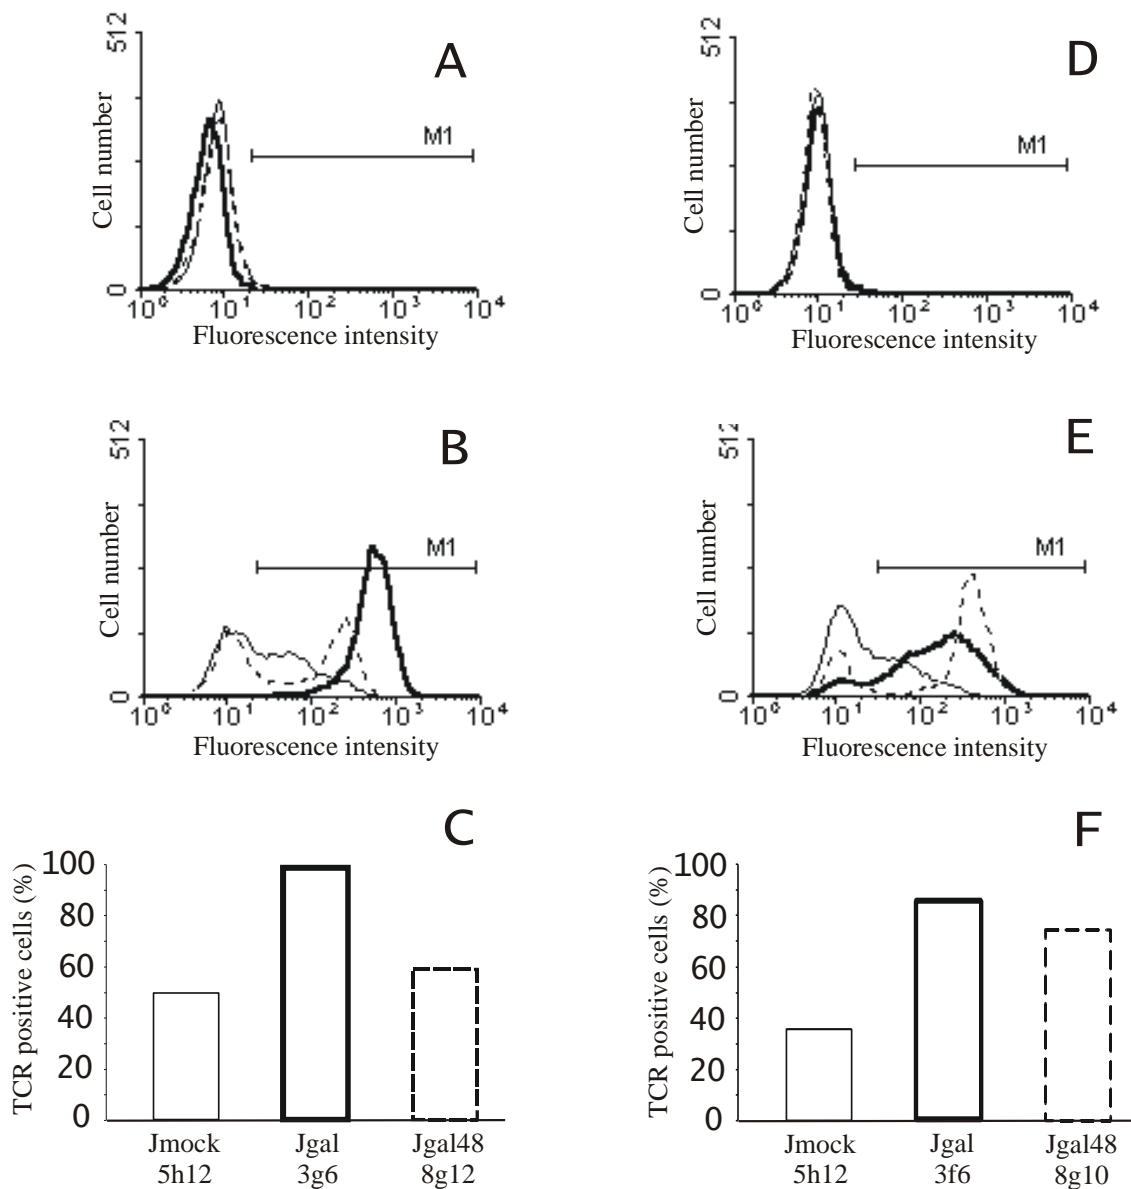 A
512
Cell number
M1
0
10⁰ 10¹ 10² 10³ 10⁴
Fluorescence intensity
D
512
Cell number
M1
0
10⁰ 10¹ 10² 10³ 10⁴
Fluorescence intensity
B
512
Cell number
M1
0
10⁰ 10¹ 10² 10³ 10⁴
Fluorescence intensity
E
512
Cell number
M1
0
10⁰ 10¹ 10² 10³ 10⁴
Fluorescence intensity
C
TCR positive cells (%)
100
80
60
40
20
0
Jmock Jgal Jgal48
5h12 3g6 8g12
F
TCR positive cells (%)
100
80
60
40
20
0
Jmock Jgal Jgal48
5h12 3f6 8g10